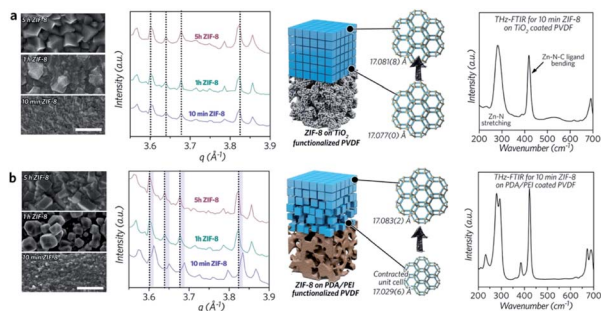 a
5h ZIF-8
1h ZIF-8
10 min ZIF-8
Intensity (a.u.)
5h ZIF-8
1h ZIF-8
10 min ZIF-8
3.6 3.7 3.8 3.9
q (Å⁻¹)
17.081(8) Å
17.077(0) Å
ZIF-8 on TiO₂
functionalized PVDF
Intensity (a.u.)
THz-FTIR for 10 min ZIF-8
on TiO₂ coated PVDF
Zn-N-C ligand
bending
Zn-N
stretching
200 300 400 500 600 700
Wavenumber (cm⁻¹)
b
5h ZIF-8
1h ZIF-8
10 min ZIF-8
Intensity (a.u.)
5h ZIF-8
1h ZIF-8
10 min ZIF-8
3.6 3.7 3.8 3.9
q (Å⁻¹)
17.083(2) Å
Contracted
unit cell
17.029(6) Å
ZIF-8 on PDA/PEI
functionalized PVDF
Intensity (a.u.)
THz-FTIR for 10 min ZIF-8
on PDA/PEI coated PVDF
200 300 400 500 600 700
Wavenumber (cm⁻¹)